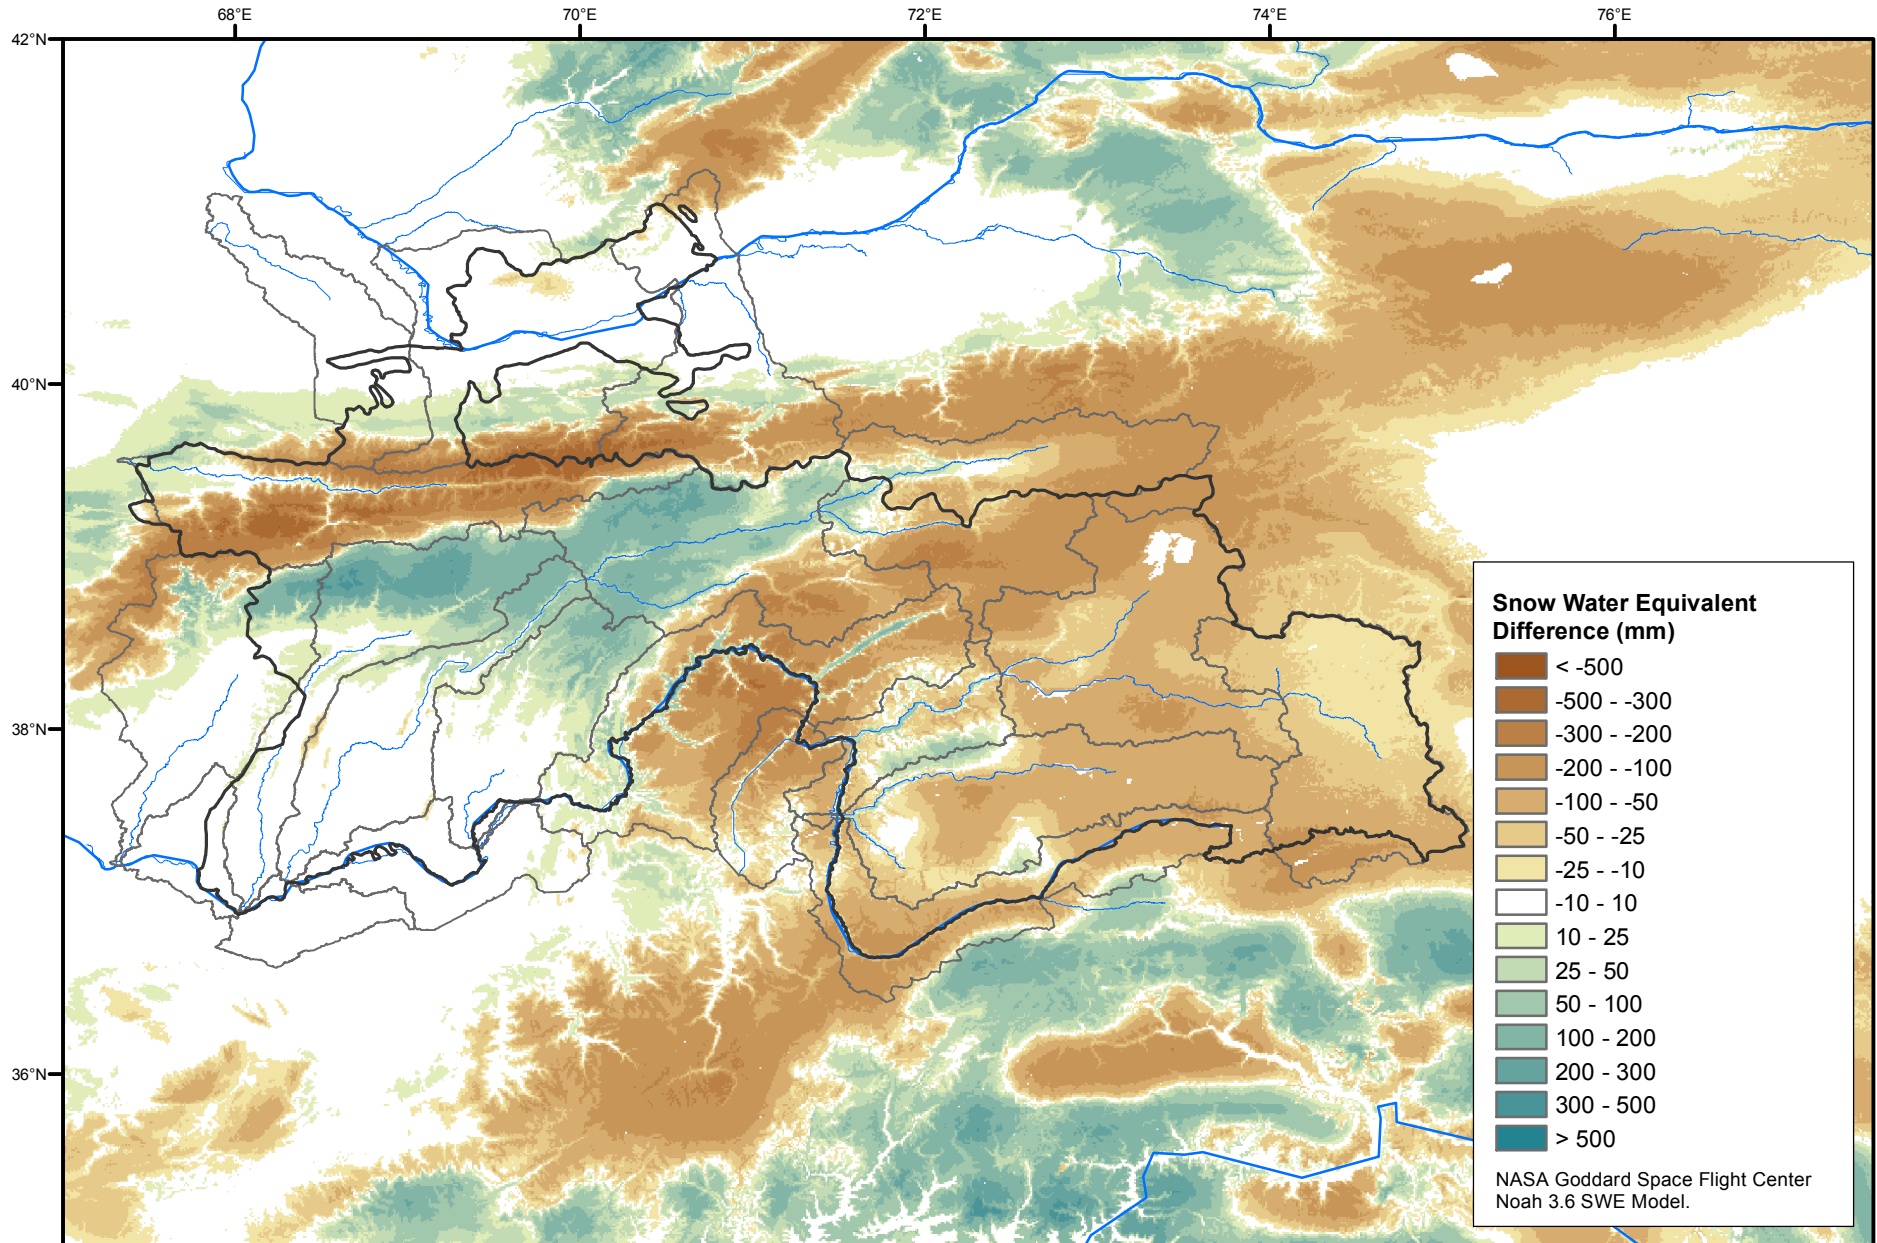 68°E
70°E
72°E
74°E
76°E
42°N
40°N
38°N
36°N
Snow Water Equivalent
Difference (mm)
< -500
-500 - -300
-300 - -200
-200 - -100
-100 - -50
-50 - -25
-25 - -10
-10 - 10
10 - 25
25 - 50
50 - 100
100 - 200
200 - 300
300 - 500
> 500
NASA Goddard Space Flight Center
Noah 3.6 SWE Model.